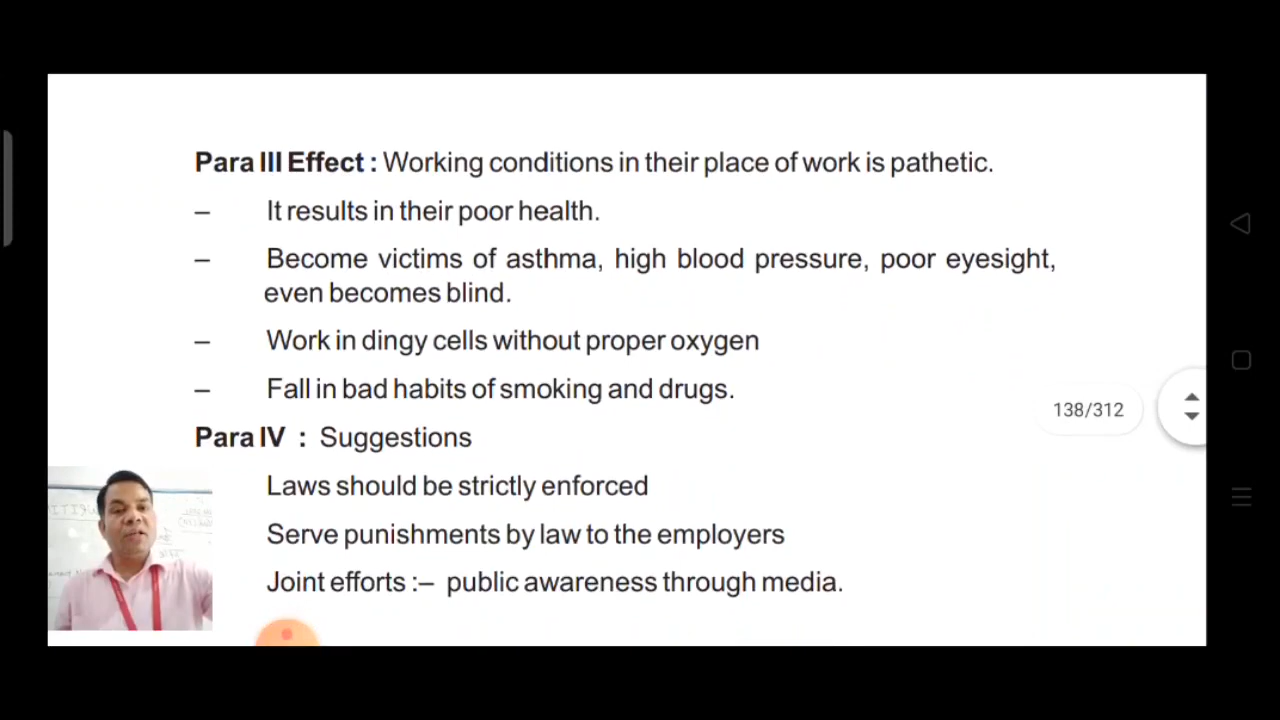 Para III Effect : Working conditions in their place of work is pathetic.
– It results in their poor health.
– Become victims of asthma, high blood pressure, poor eyesight,
even becomes blind.
– Work in dingy cells without proper oxygen
– Fall in bad habits of smoking and drugs.
138/312
Para IV : Suggestions
Laws should be strictly enforced
Serve punishments by law to the employers
Joint efforts :– public awareness through media.